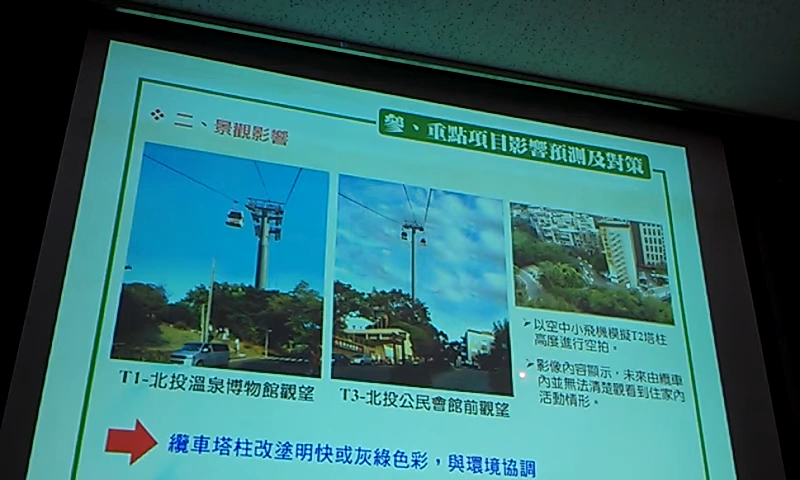 參、重點項目影響預測及對策
❖ 二、景觀影響
T1-北投溫泉博物館觀望
T3-北投公民會館前觀望
➢以空中小飛機模擬T2塔柱
高度進行空拍。
➢影像內容顯示，未來由纜車
內並無法清楚觀看到住家內
活動情形。
纜車塔柱改塗明快或灰綠色彩，與環境協調